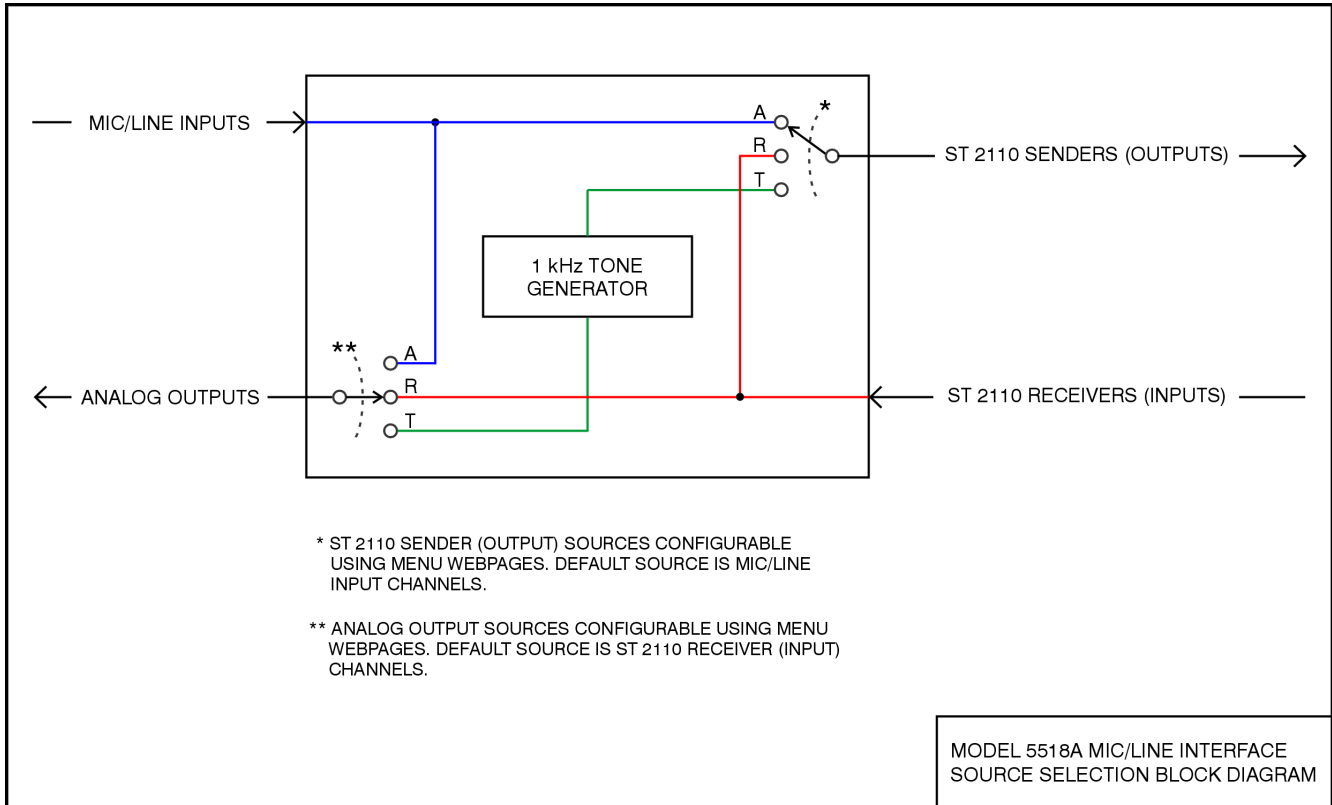 MIC/LINE INPUTS
A
*
R
ST 2110 SENDERS (OUTPUTS)
T
1 kHz TONE
GENERATOR
**
A
R
ANALOG OUTPUTS
ST 2110 RECEIVERS (INPUTS)
T
* ST 2110 SENDER (OUTPUT) SOURCES CONFIGURABLE
USING MENU WEBPAGES. DEFAULT SOURCE IS MIC/LINE
INPUT CHANNELS.
** ANALOG OUTPUT SOURCES CONFIGURABLE USING MENU
WEBPAGES. DEFAULT SOURCE IS ST 2110 RECEIVER (INPUT)
CHANNELS.
MODEL 5518A MIC/LINE INTERFACE
SOURCE SELECTION BLOCK DIAGRAM